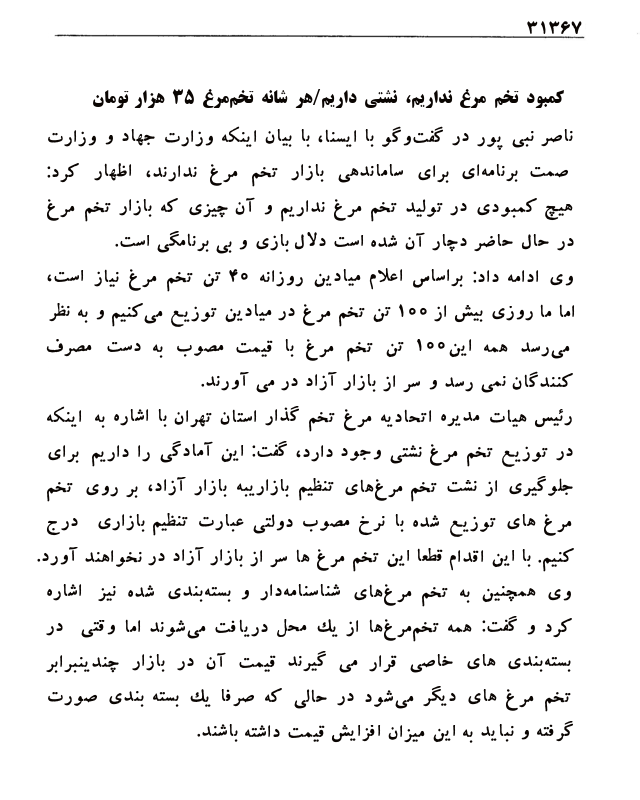 ۳۱۳۶۷
کمبود تخم مرغ نداریم، نشتی داریم/هر شانه تخم‌مرغ ۳۵ هزار تومان
ناصر نبی پور در گفت‌وگو با ایسنا، با بیان اینکه وزارت جهاد و وزارت
صمت برنامه‌ای برای ساماندهی بازار تخم مرغ ندارند، اظهار کرد:
هیچ کمبودی در تولید تخم مرغ نداریم و آن چیزی که بازار تخم مرغ
در حال حاضر دچار آن شده است دلال بازی و بی برنامگی است.
وی ادامه داد: براساس اعلام میادین روزانه ۴۰ تن تخم مرغ نیاز است،
اما ما روزی بیش از ۱۰۰ تن تخم مرغ در میادین توزیع می‌کنیم و به نظر
می‌رسد همه این۱۰۰ تن تخم مرغ با قیمت مصوب به دست مصرف
کنندگان نمی رسد و سر از بازار آزاد در می آورند.
رئیس هیات مدیره اتحادیه مرغ تخم گذار استان تهران با اشاره به اینکه
در توزیع تخم مرغ نشتی وجود دارد، گفت: این آمادگی را داریم برای
جلوگیری از نشت تخم مرغ‌های تنظیم بازاریبه بازار آزاد، بر روی تخم
مرغ های توزیع شده با نرخ مصوب دولتی عبارت تنظیم بازاری درج
کنیم. با این اقدام قطعا این تخم مرغ ها سر از بازار آزاد در نخواهند آورد.
وی همچنین به تخم مرغ‌های شناسنامه‌دار و بسته‌بندی شده نیز اشاره
کرد و گفت: همه تخم‌مرغ‌ها از یك محل دریافت می‌شوند اما وقتی در
بسته‌بندی های خاصی قرار می گیرند قیمت آن در بازار چندینبرابر
تخم مرغ های دیگر می‌شود در حالی که صرفا یك بسته بندی صورت
گرفته و نباید به این میزان افزایش قیمت داشته باشند.